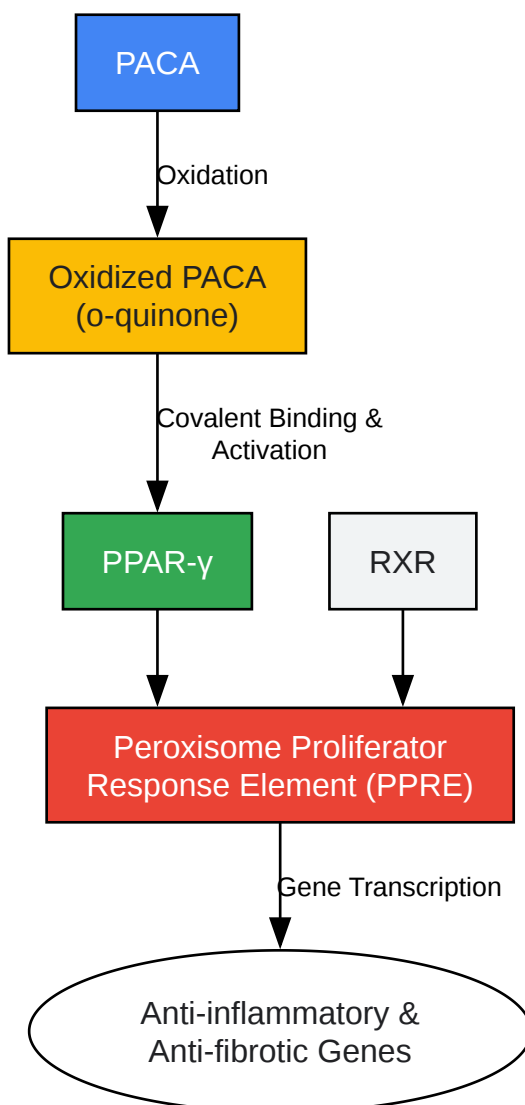 PACA
Oxidation
Oxidized PACA
(o-quinone)
Covalent Binding &
Activation
PPAR-γ
RXR
Peroxisome Proliferator
Response Element (PPRE)
Gene Transcription
Anti-inflammatory &
Anti-fibrotic Genes